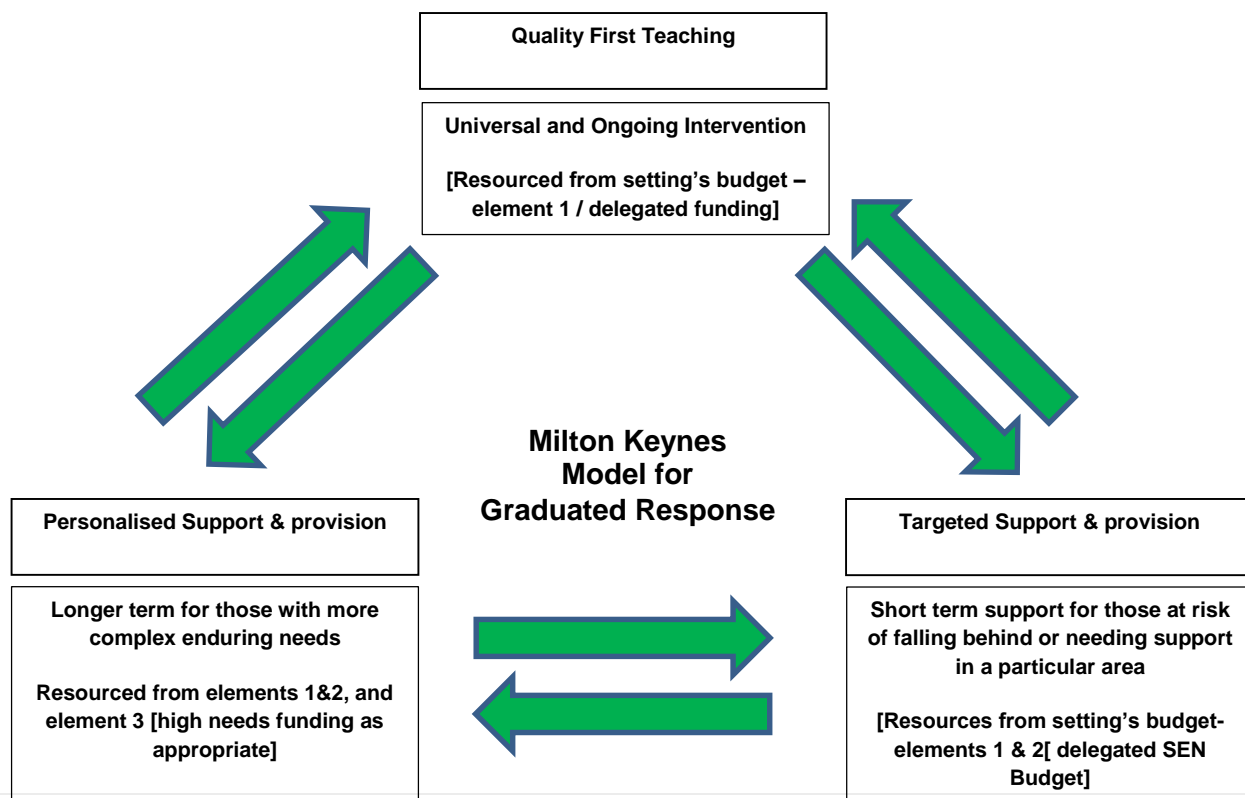 Quality First Teaching
Universal and Ongoing Intervention
[Resourced from setting’s budget –
element 1 / delegated funding]
Milton Keynes
Model for
Graduated Response
Personalised Support & provision
Longer term for those with more
complex enduring needs
Resourced from elements 1&2, and
element 3 [high needs funding as
appropriate]
Targeted Support & provision
Short term support for those at risk
of falling behind or needing support
in a particular area
[Resources from setting’s budget-
elements 1 & 2[ delegated SEN
Budget]